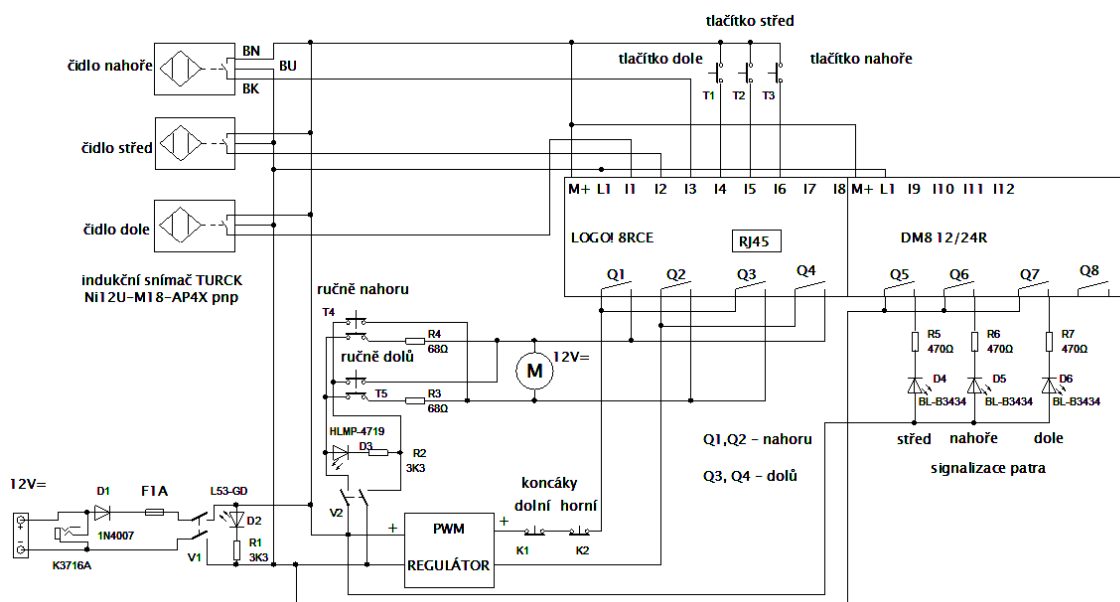 tlačítko střed
tlačítko dole
tlačítko nahoře
čidlo nahoře
BN
BU
BK
T1
T2
T3
čidlo střed
čidlo dole
indukční snímač TURCK
Ni12U-M18-AP4X pnp
M+ L1 I1 I2 I3 I4 I5 I6 I7 I8
M+ L1 I9 I10 I11 I12
LOGO! 8RCE
RJ45
DM8 12/24R
Q1 Q2 Q3 Q4
Q5 Q6 Q7 Q8
ručně nahoru
T4
R4
68Ω
ručně dolů
T5
R3
68Ω
M
12V=
R5
470Ω
R6
470Ω
R7
470Ω
D4
BL-B3434
D5
BL-B3434
D6
BL-B3434
HLMP-4719
D3
R2
3K3
V2
Q1,Q2 - nahoru
Q3, Q4 - dolů
střed
nahoře
dole
signalizace patra
12V=
+
-
D1
1N4007
F1A
K3716A
V1
L53-GD
D2
R1
3K3
+
PWM
REGULÁTOR
+
koncáky
dolní horní
K1
K2